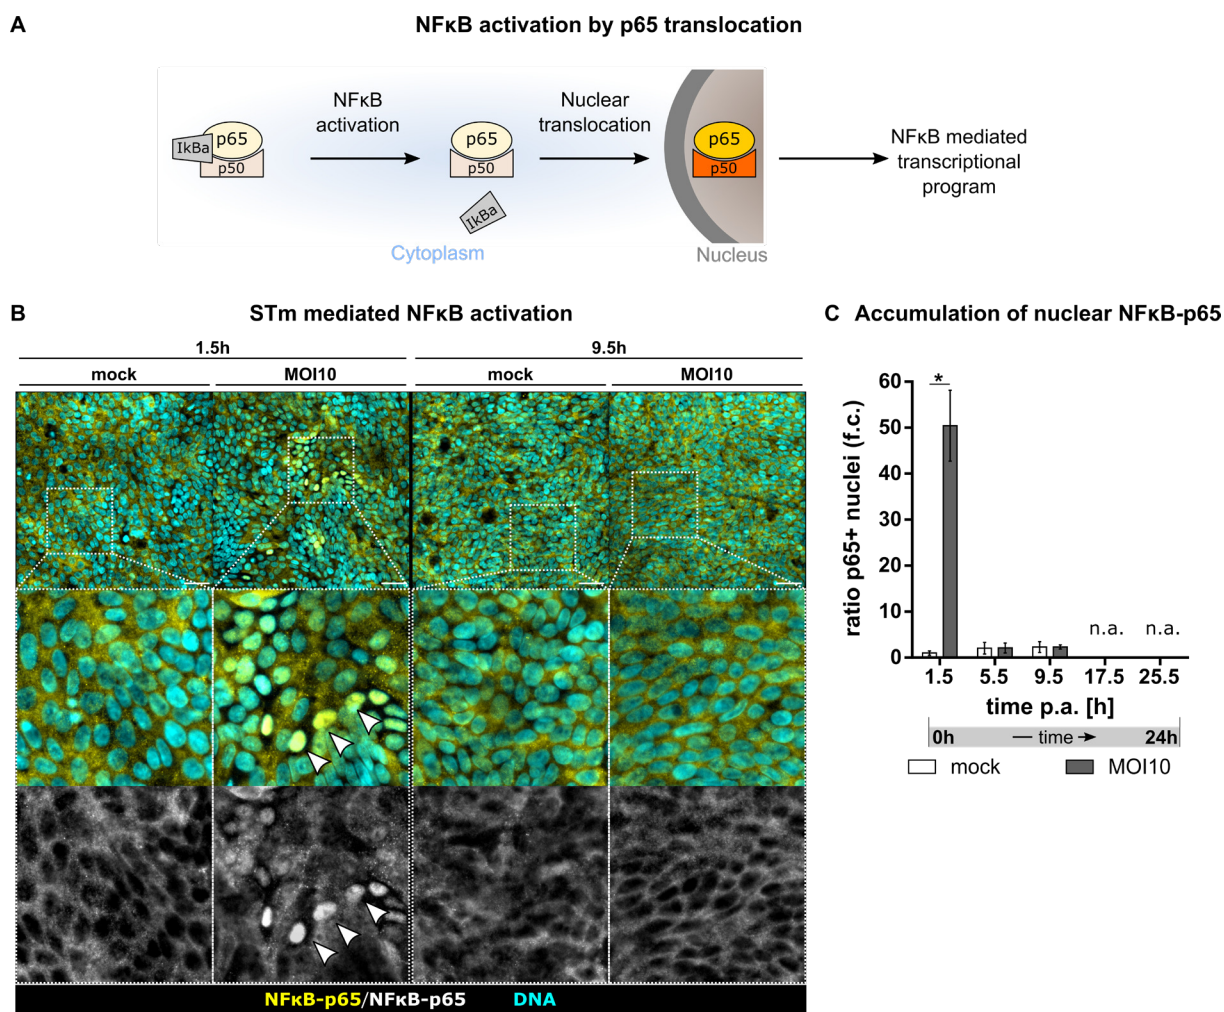 A
NFκB activation by p65 translocation
NFκB
activation
Nuclear
translocation
IkBa
p65
p50
p65
p50
IkBa
p65
p50
NFκB mediated
transcriptional
program
Cytoplasm
Nucleus
B
STm mediated NFκB activation
1.5h
9.5h
mock
MOI10
mock
MOI10
NFκB-p65/NFκB-p65
DNA
C
Accumulation of nuclear NFκB-p65
ratio p65+ nuclei (f.c.)
60
50
40
30
20
10
0
*
n.a.
n.a.
1.5
5.5
9.5
17.5
25.5
time p.a. [h]
0h
time
24h
mock
MOI10